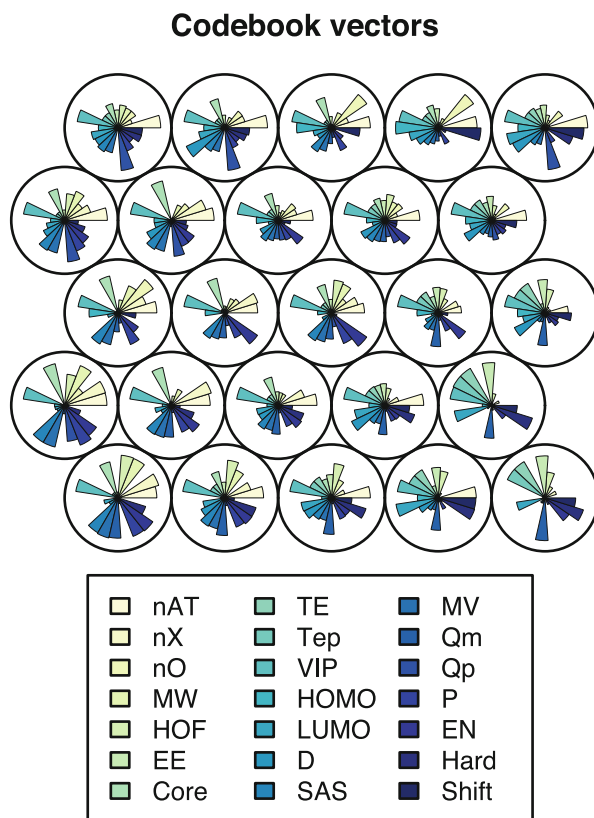 Codebook vectors
nAT TE MV
nX Tep Qm
nO VIP Qp
MW HOMO P
HOF LUMO EN
EE D Hard
Core SAS Shift